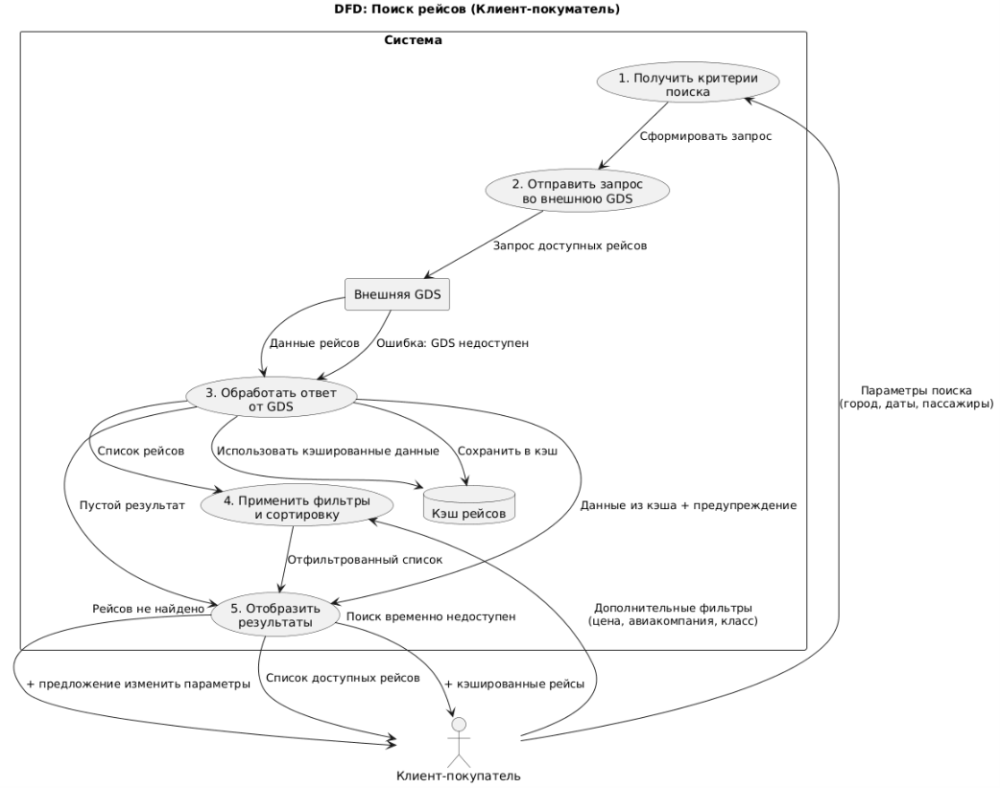 DFD: Поиск рейсов (Клиент-покуматель)
Система
1. Получить критерии
поиска
Сформировать запрос
2. Отправить запрос
во внешнюю GDS
Запрос доступных рейсов
Внешняя GDS
Данные рейсов
Ошибка: GDS недоступен
3. Обработать ответ
от GDS
Параметры поиска
(город, даты, пассажиры)
Список рейсов
Использовать кэшированные данные
Сохранить в кэш
Пустой результат
4. Применить фильтры
и сортировку
Кэш рейсов
Данные из кэша + предупреждение
Отфильтрованный список
Рейсов не найдено
5. Отобразить
результаты
Поиск временно недоступен
Дополнительные фильтры
(цена, авиакомпания, класс)
+ предложение изменить параметры
Список доступных рейсов
+ кэшированные рейсы
Клиент-покупатель